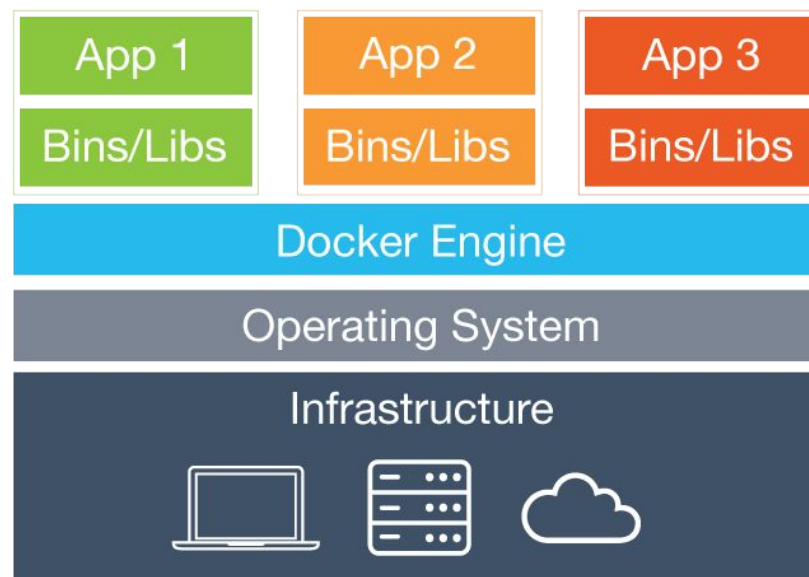 App 1
App 2
App 3
Bins/Libs
Bins/Libs
Bins/Libs
Docker Engine
Operating System
Infrastructure